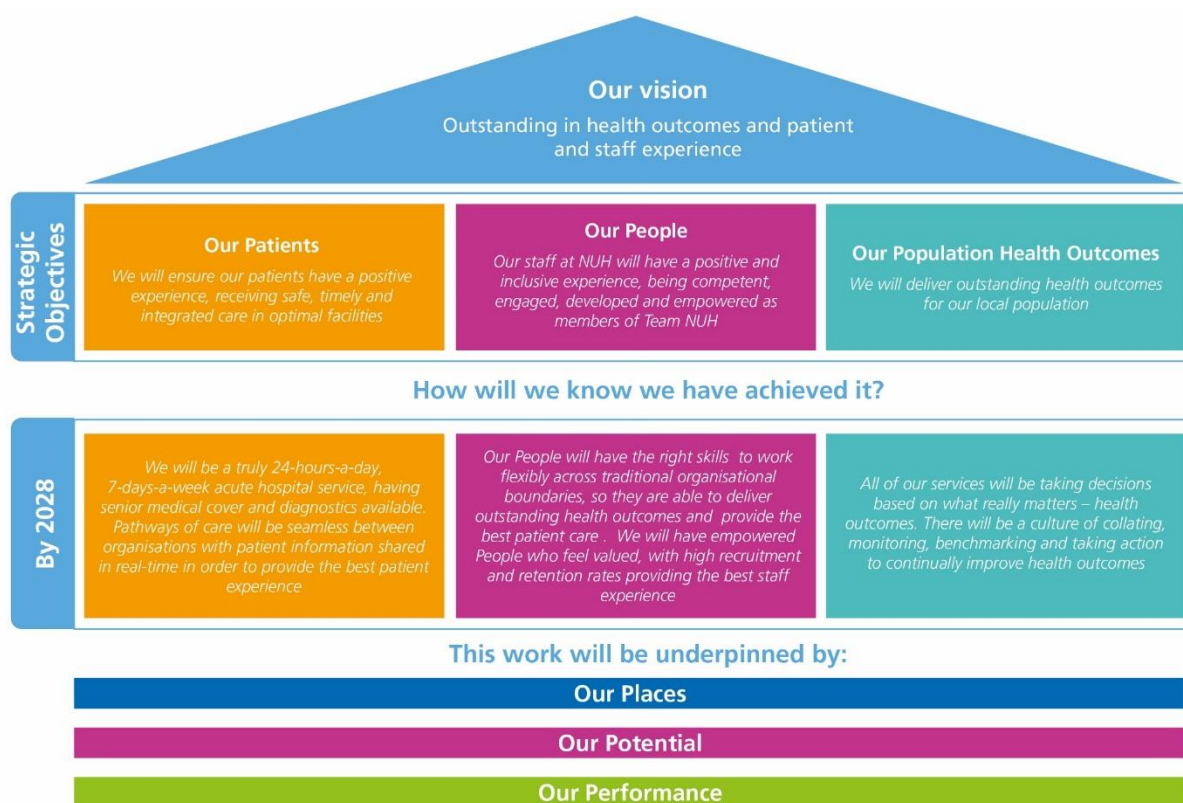 Our vision
Outstanding in health outcomes and patient
and staff experience
Strategic
Objectives
Our Patients
We will ensure our patients have a positive
experience, receiving safe, timely and
integrated care in optimal facilities
Our People
Our staff at NUH will have a positive and
inclusive experience, being competent,
engaged, developed and empowered as
members of Team NUH
Our Population Health Outcomes
We will deliver outstanding health outcomes
for our local population
How will we know we have achieved it?
By 2028
We will be a truly 24-hours-a-day,
7-days-a-week acute hospital service, having
senior medical cover and diagnostics available.
Pathways of care will be seamless between
organisations with patient information shared
in real-time in order to provide the best patient
experience
Our People will have the right skills to work
flexibly across traditional organisational
boundaries, so they are able to deliver
outstanding health outcomes and provide the
best patient care . We will have empowered
People who feel valued, with high recruitment
and retention rates providing the best staff
experience
All of our services will be taking decisions
based on what really matters – health
outcomes. There will be a culture of collating,
monitoring, benchmarking and taking action
to continually improve health outcomes
This work will be underpinned by:
Our Places
Our Potential
Our Performance